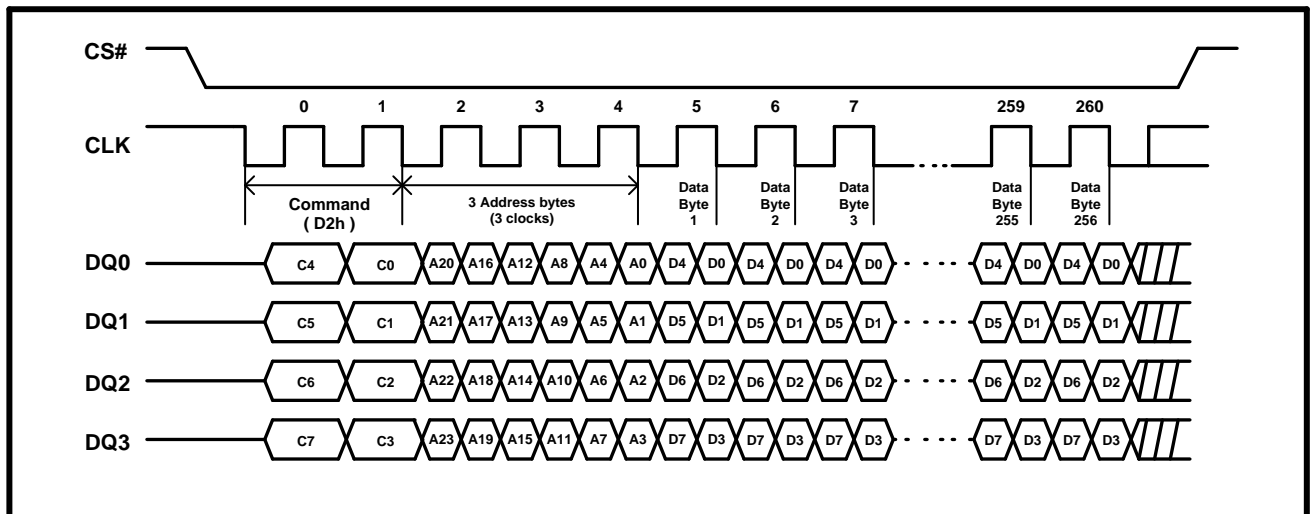 CS#
0 1 2 3 4 5 6 7 259 260
CLK
Command
( D2h )
3 Address bytes
(3 clocks)
Data
Byte
1
Data
Byte
2
Data
Byte
3
Data
Byte
255
Data
Byte
256
DQ0 C4 C0 A20 A16 A12 A8 A4 A0 D4 D0 D4 D0 D4 D0 D4 D0 D4 D0
DQ1 C5 C1 A21 A17 A13 A9 A5 A1 D5 D1 D5 D1 D5 D1 D5 D1 D5 D1
DQ2 C6 C2 A22 A18 A14 A10 A6 A2 D6 D2 D6 D2 D6 D2 D6 D2 D6 D2
DQ3 C7 C3 A23 A19 A15 A11 A7 A3 D7 D3 D7 D3 D7 D3 D7 D3 D7 D3